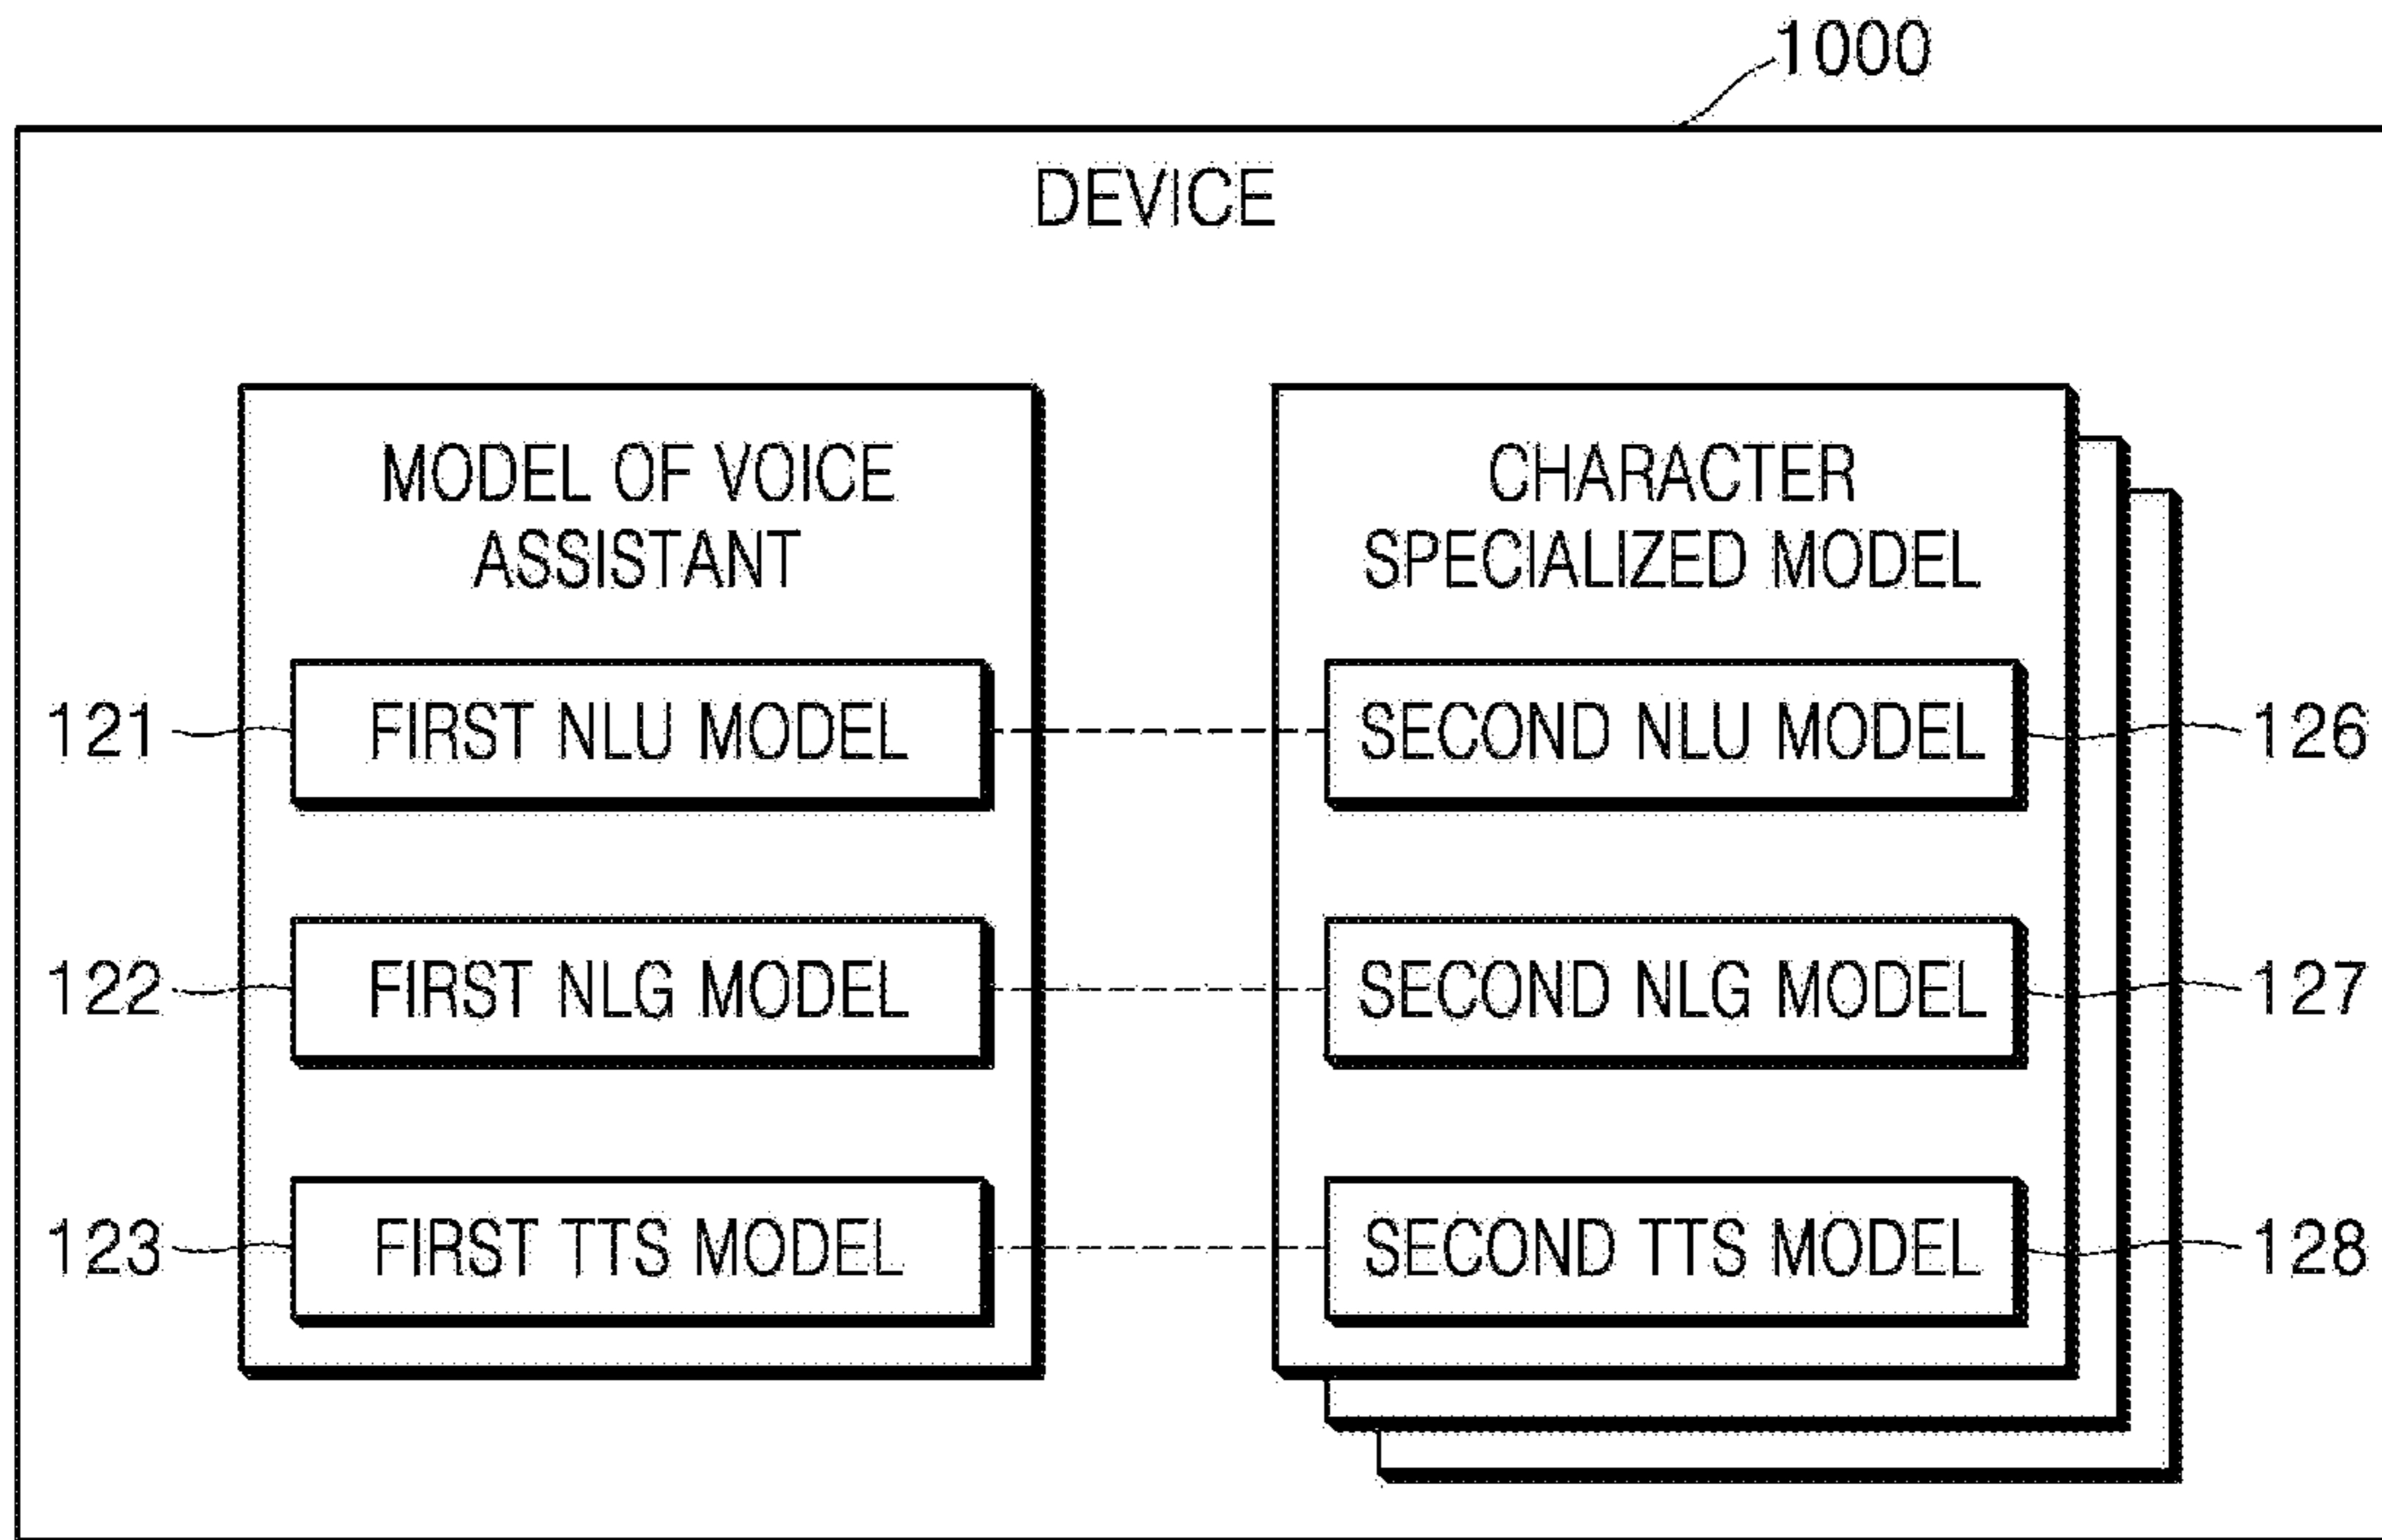 1000
DEVICE
MODEL OF VOICE
ASSISTANT
121
FIRST NLU MODEL
122
FIRST NLG MODEL
123
FIRST TTS MODEL
CHARACTER
SPECIALIZED MODEL
SECOND NLU MODEL
126
SECOND NLG MODEL
127
SECOND TTS MODEL
128